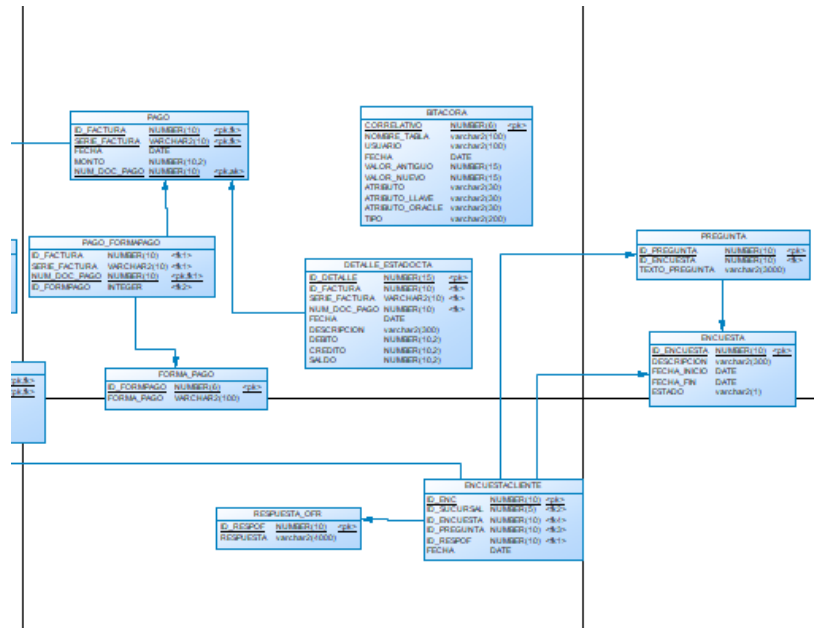 PAGO
ID_FACTURA NUMBER(10) <pk,fk>
SERIE_FACTURA VARCHAR2(10) <pk,fk>
FECHA DATE
MONTO NUMBER(10,2)
NUM_DOC_PAGO NUMBER(10) <pk,ak>
BITACORA
CORRELATIVO NUMBER(6) <pk>
NOMBRE_TABLA varchar2(100)
USUARIO varchar2(100)
FECHA DATE
VALOR_ANTIGUO NUMBER(15)
VALOR_NUEVO NUMBER(15)
ATRIBUTO varchar2(30)
ATRIBUTO_LLAVE varchar2(30)
ATRIBUTO_ORACLE varchar2(30)
TIPO varchar2(200)
PAGO_FORMAPAGO
ID_FACTURA NUMBER(10) <fk1>
SERIE_FACTURA VARCHAR2(10) <fk1>
NUM_DOC_PAGO NUMBER(10) <pk,fk1>
ID_FORMPAGO INTEGER <fk2>
DETALLE_ESTADOCTA
ID_DETALLE NUMBER(15) <pk>
ID_FACTURA NUMBER(10) <fk>
SERIE_FACTURA VARCHAR2(10) <fk>
NUM_DOC_PAGO NUMBER(10) <fk>
FECHA DATE
DESCRIPCION varchar2(300)
DEBITO NUMBER(10,2)
CREDITO NUMBER(10,2)
SALDO NUMBER(10,2)
PREGUNTA
ID_PREGUNTA NUMBER(10) <pk>
ID_ENCUESTA NUMBER(10) <fk>
TEXTO_PREGUNTA varchar2(3000)
ENCUESTA
ID_ENCUESTA NUMBER(10) <pk>
DESCRIPCION varchar2(300)
FECHA_INICIO DATE
FECHA_FIN DATE
ESTADO varchar2(1)
<pk,fk>
<pk,fk>
FORMA_PAGO
ID_FORMPAGO NUMBER(6) <pk>
FORMA_PAGO VARCHAR2(100)
ENCUESTACLIENTE
ID_ENC NUMBER(10) <pk>
ID_SUCURSAL NUMBER(5) <fk2>
ID_ENCUESTA NUMBER(10) <fk4>
ID_PREGUNTA NUMBER(10) <fk3>
ID_RESPOF NUMBER(10) <fk1>
FECHA DATE
RESPUESTA_OFR
ID_RESPOF NUMBER(10) <pk>
RESPUESTA varchar2(4000)